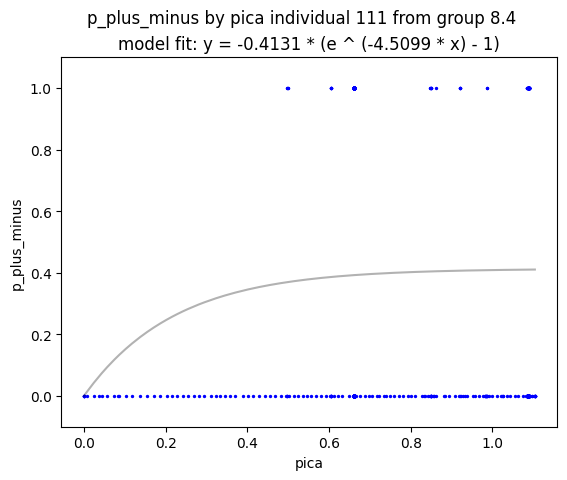 p_plus_minus by pica individual 111 from group 8.4
model fit: y = -0.4131 * (e ^ (-4.5099 * x) - 1)
1.0
0.8
0.6
0.4
0.2
0.0
p_plus_minus
0.0 0.2 0.4 0.6 0.8 1.0
pica